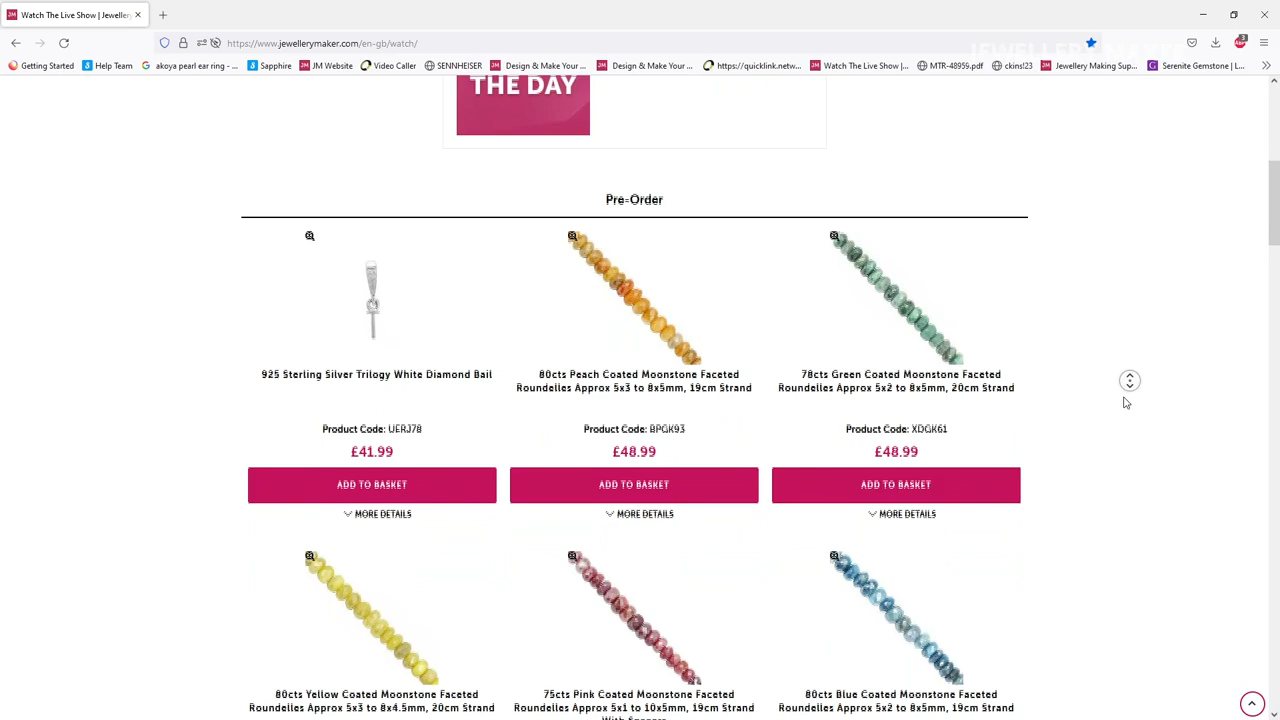 Watch The Live Show | Jeweller
https://www.jewellerymaker.com/en-gb/watch/
3
Getting Started
Help Team
akoya pearl ear ring - ...
Sapphire
JM Website
Video Caller
SENNHEISER
Design & Make Your ...
Design & Make Your ...
https://quicklink.netw...
Watch The Live Show |...
MTR-48959.pdf
ckins!23
Jewellery Making Sup...
Serenite Gemstone | L...
THE DAY
Pre-Order
925 Sterling Silver Trilogy White Diamond Bail
Product Code: UERJ78
£41.99
ADD TO BASKET
MORE DETAILS
80cts Peach Coated Moonstone Faceted
Roundelles Approx 5x3 to 8x5mm, 19cm Strand
Product Code: BPGK93
£48.99
ADD TO BASKET
MORE DETAILS
78cts Green Coated Moonstone Faceted
Roundelles Approx 5x2 to 8x5mm, 20cm Strand
Product Code: XDGK61
£48.99
ADD TO BASKET
MORE DETAILS
80cts Yellow Coated Moonstone Faceted
Roundelles Approx 5x3 to 8x4.5mm, 20cm Strand
75cts Pink Coated Moonstone Faceted
Roundelles Approx 5x1 to 10x5mm, 19cm Strand
80cts Blue Coated Moonstone Faceted
Roundelles Approx 5x2 to 8x5mm, 19cm Strand